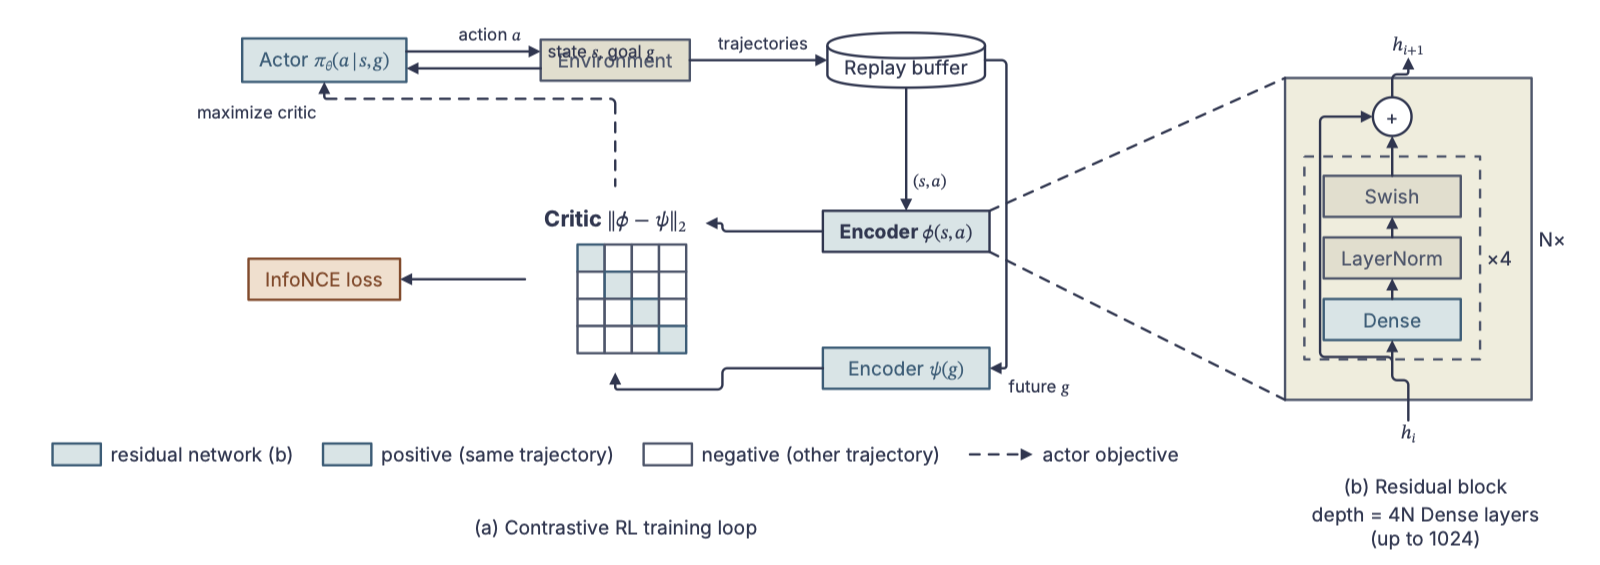 action a
Actor πθ(a|s,g)
state s, goal g
Environment
trajectories
Replay buffer
maximize critic
(s,a)
Critic ‖ϕ − ψ‖₂
Encoder ϕ(s,a)
InfoNCE loss
Encoder ψ(g)
future g
residual network (b)
positive (same trajectory)
negative (other trajectory)
actor objective
(a) Contrastive RL training loop
hᵢ₊₁
+
Swish
LayerNorm
×4
N×
Dense
hᵢ
(b) Residual block
depth = 4N Dense layers
(up to 1024)